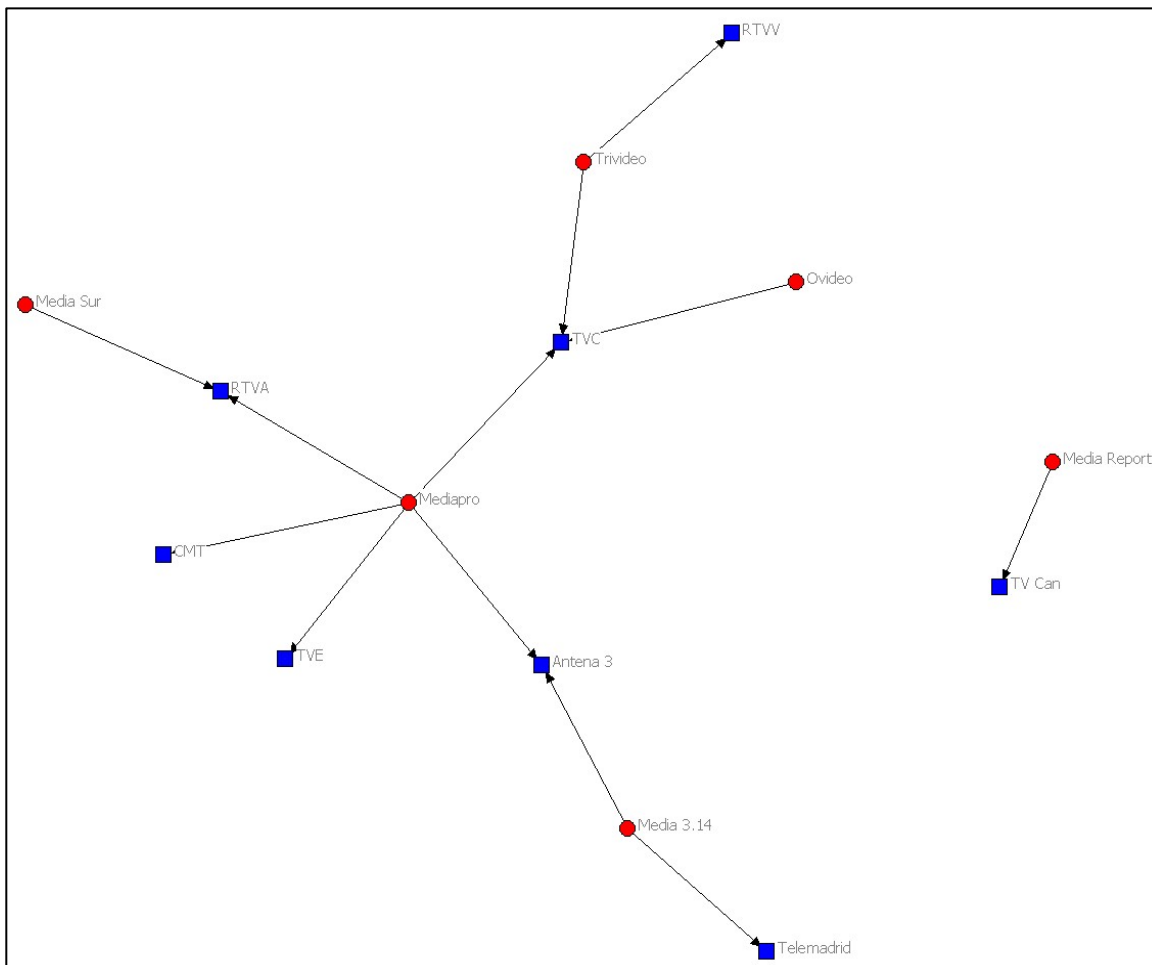 RTVV
Trivideo
Ovideo
Media Sur
TVC
RTVA
Media Report
Mediapro
CMT
TV Can
TVE
Antena 3
Media 3.14
Telemadrid